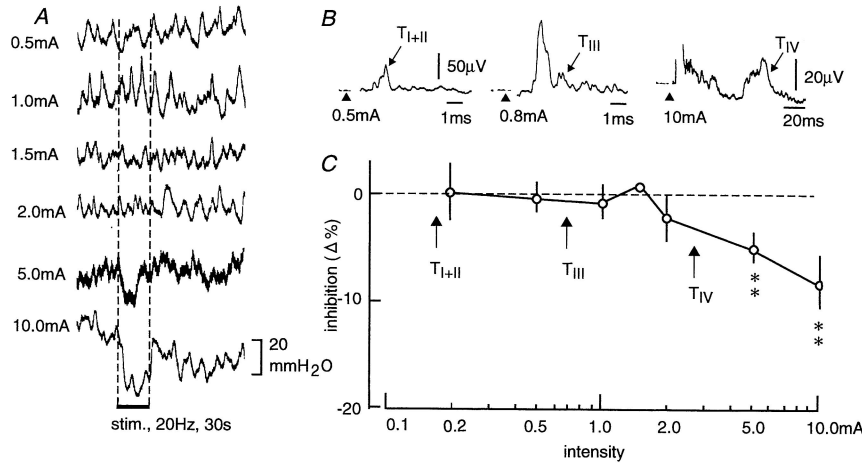 A
0.5mA
1.0mA
1.5mA
2.0mA
5.0mA
10.0mA
20
mmH2O
stim., 20Hz, 30s
B
TI+II
50μV
0.5mA
1ms
TIII
0.8mA
1ms
TIV
20μV
10mA
20ms
C
inhibition (Δ%)
0
-10
-20
TI+II
TIII
TIV
**
**
0.1 0.2 0.5 1.0 2.0 5.0 10.0mA
intensity